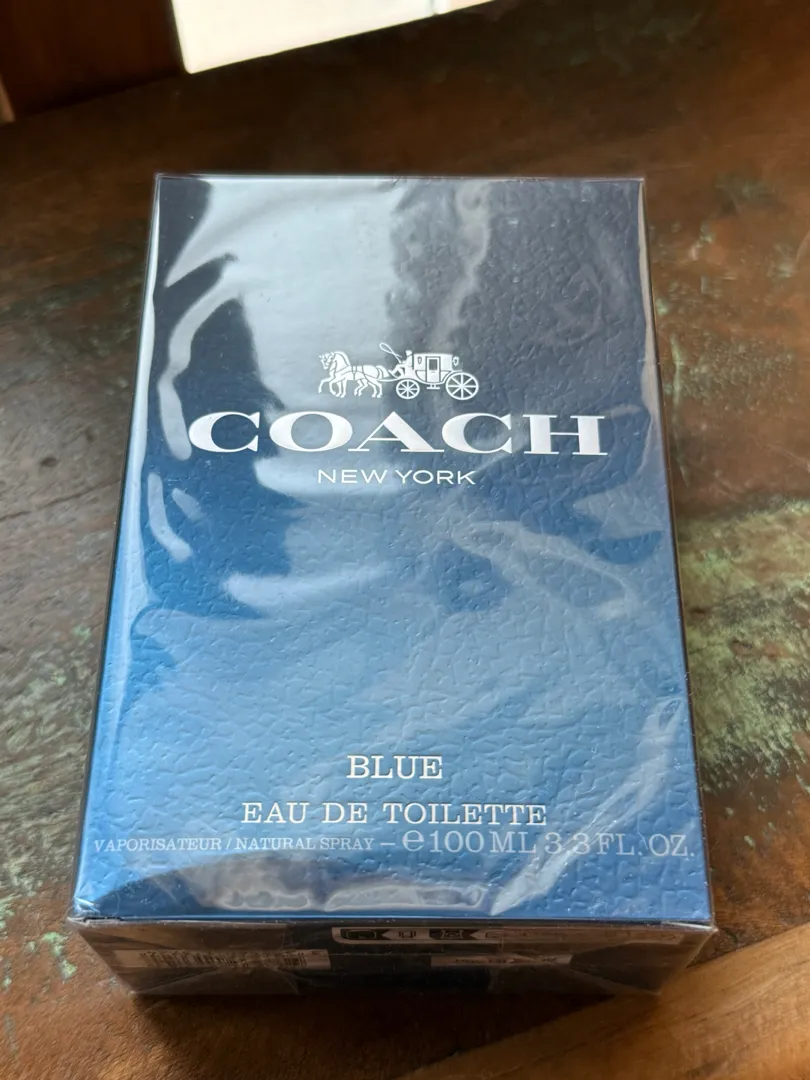 COACH
NEW YORK
BLUE
EAU DE TOILETTE
VAPORISATEUR / NATURAL SPRAY – ℮100 ML 3.3 FL. OZ.